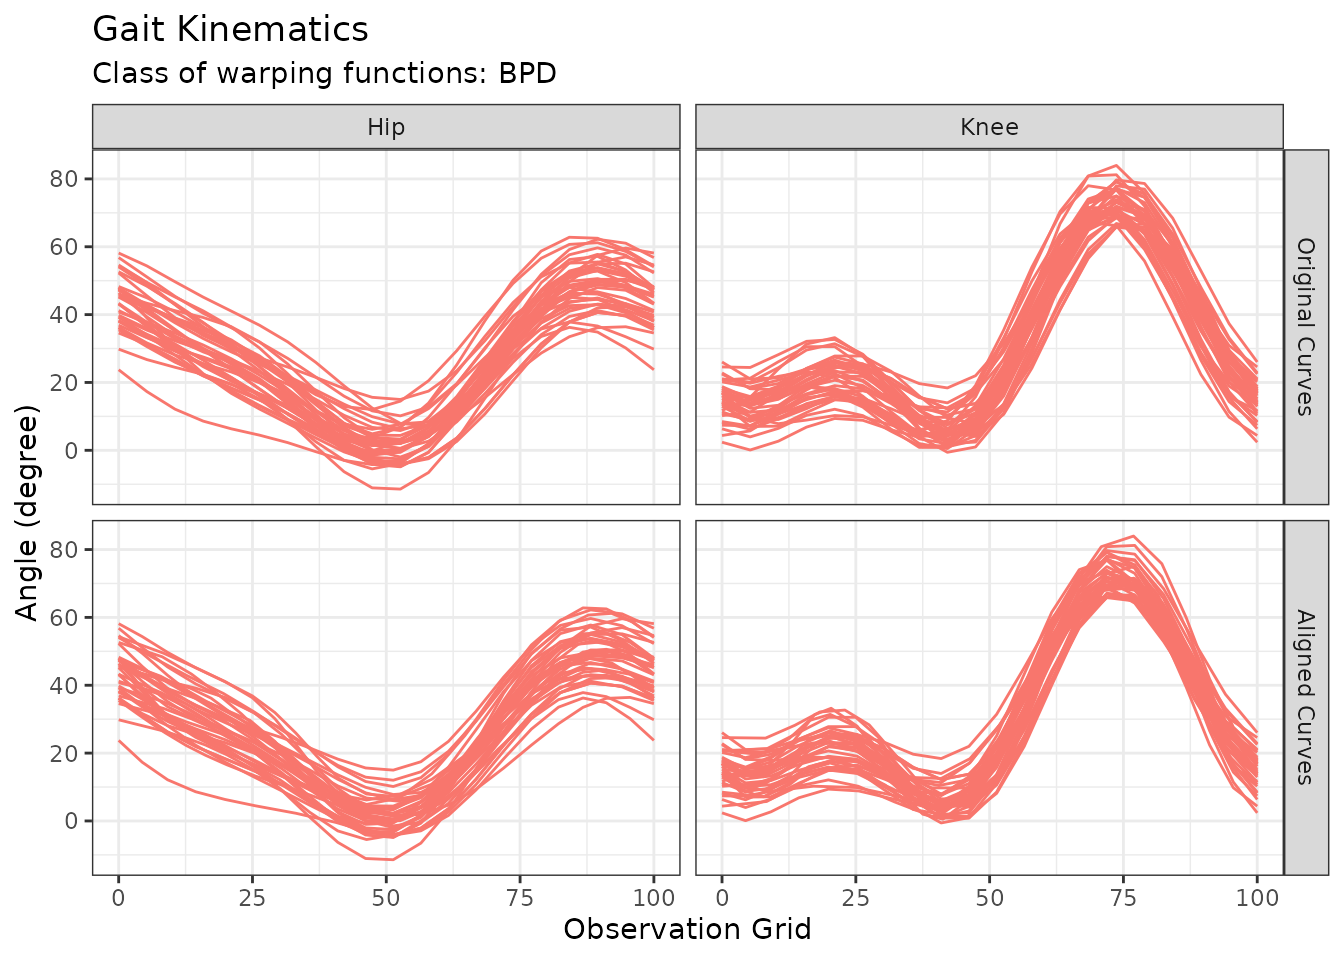 Gait Kinematics
Class of warping functions: BPD
Hip
Knee
80
60
40
20
0
Original Curves
80
60
40
20
0
Aligned Curves
Angle (degree)
0 25 50 75 100
0 25 50 75 100
Observation Grid